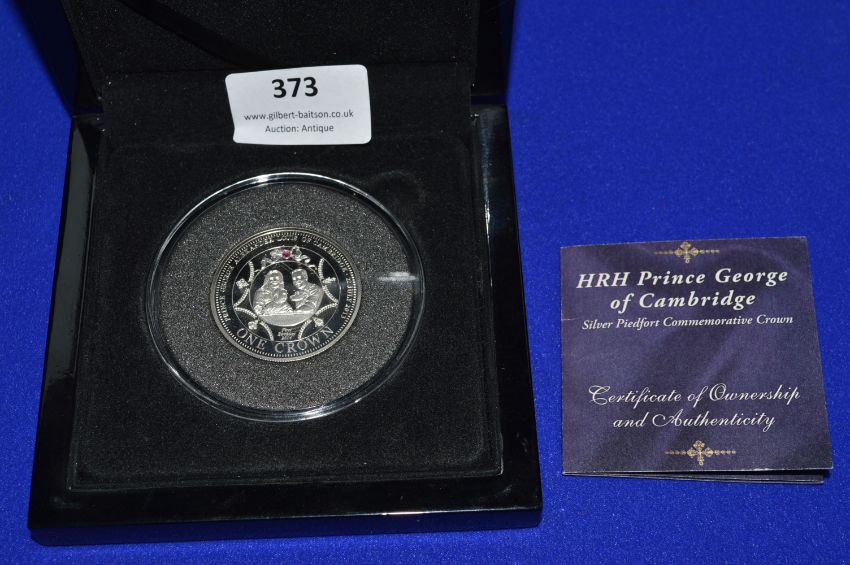 373
www.gilbert-baitson.co.uk
Auction: Antique
ONE CROWN
HRH Prince George
of Cambridge
Silver Piedfort Commemorative Crown
Certificate of Ownership
and Authenticity